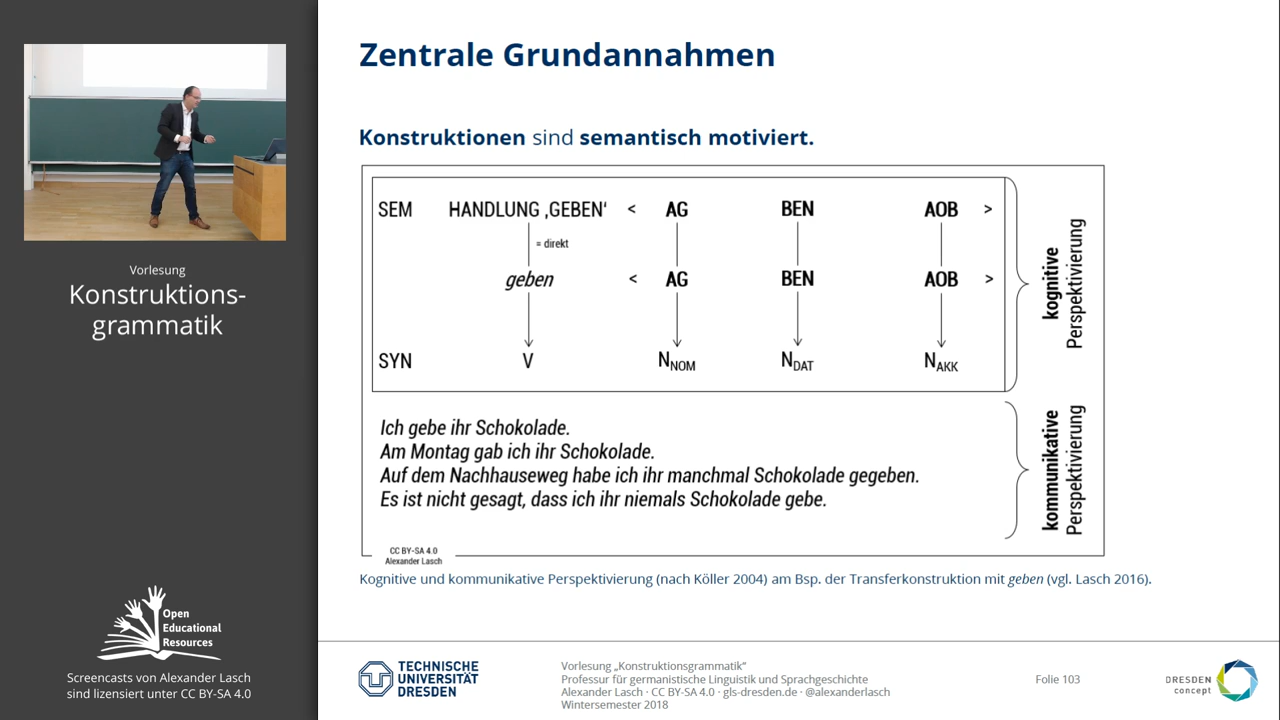 Zentrale Grundannahmen
Konstruktionen sind semantisch motiviert.
SEM HANDLUNG ‚GEBEN‘ < AG BEN AOB >
= direkt
geben < AG BEN AOB >
SYN V NNOM NDAT NAKK
kognitive
Perspektivierung
Ich gebe ihr Schokolade.
Am Montag gab ich ihr Schokolade.
Auf dem Nachhauseweg habe ich ihr manchmal Schokolade gegeben.
Es ist nicht gesagt, dass ich ihr niemals Schokolade gebe.
kommunikative
Perspektivierung
CC BY-SA 4.0
Alexander Lasch
Kognitive und kommunikative Perspektivierung (nach Köller 2004) am Bsp. der Transferkonstruktion mit geben (vgl. Lasch 2016).
Vorlesung
Konstruktions-
grammatik
Open
Educational
Resources
Screencasts von Alexander Lasch
sind lizensiert unter CC BY-SA 4.0
TECHNISCHE
UNIVERSITÄT
DRESDEN
Vorlesung „Konstruktionsgrammatik“
Professur für germanistische Linguistik und Sprachgeschichte
Alexander Lasch · CC BY-SA 4.0 · gls-dresden.de · @alexanderlasch
Wintersemester 2018
Folie 103
DRESDEN
concept